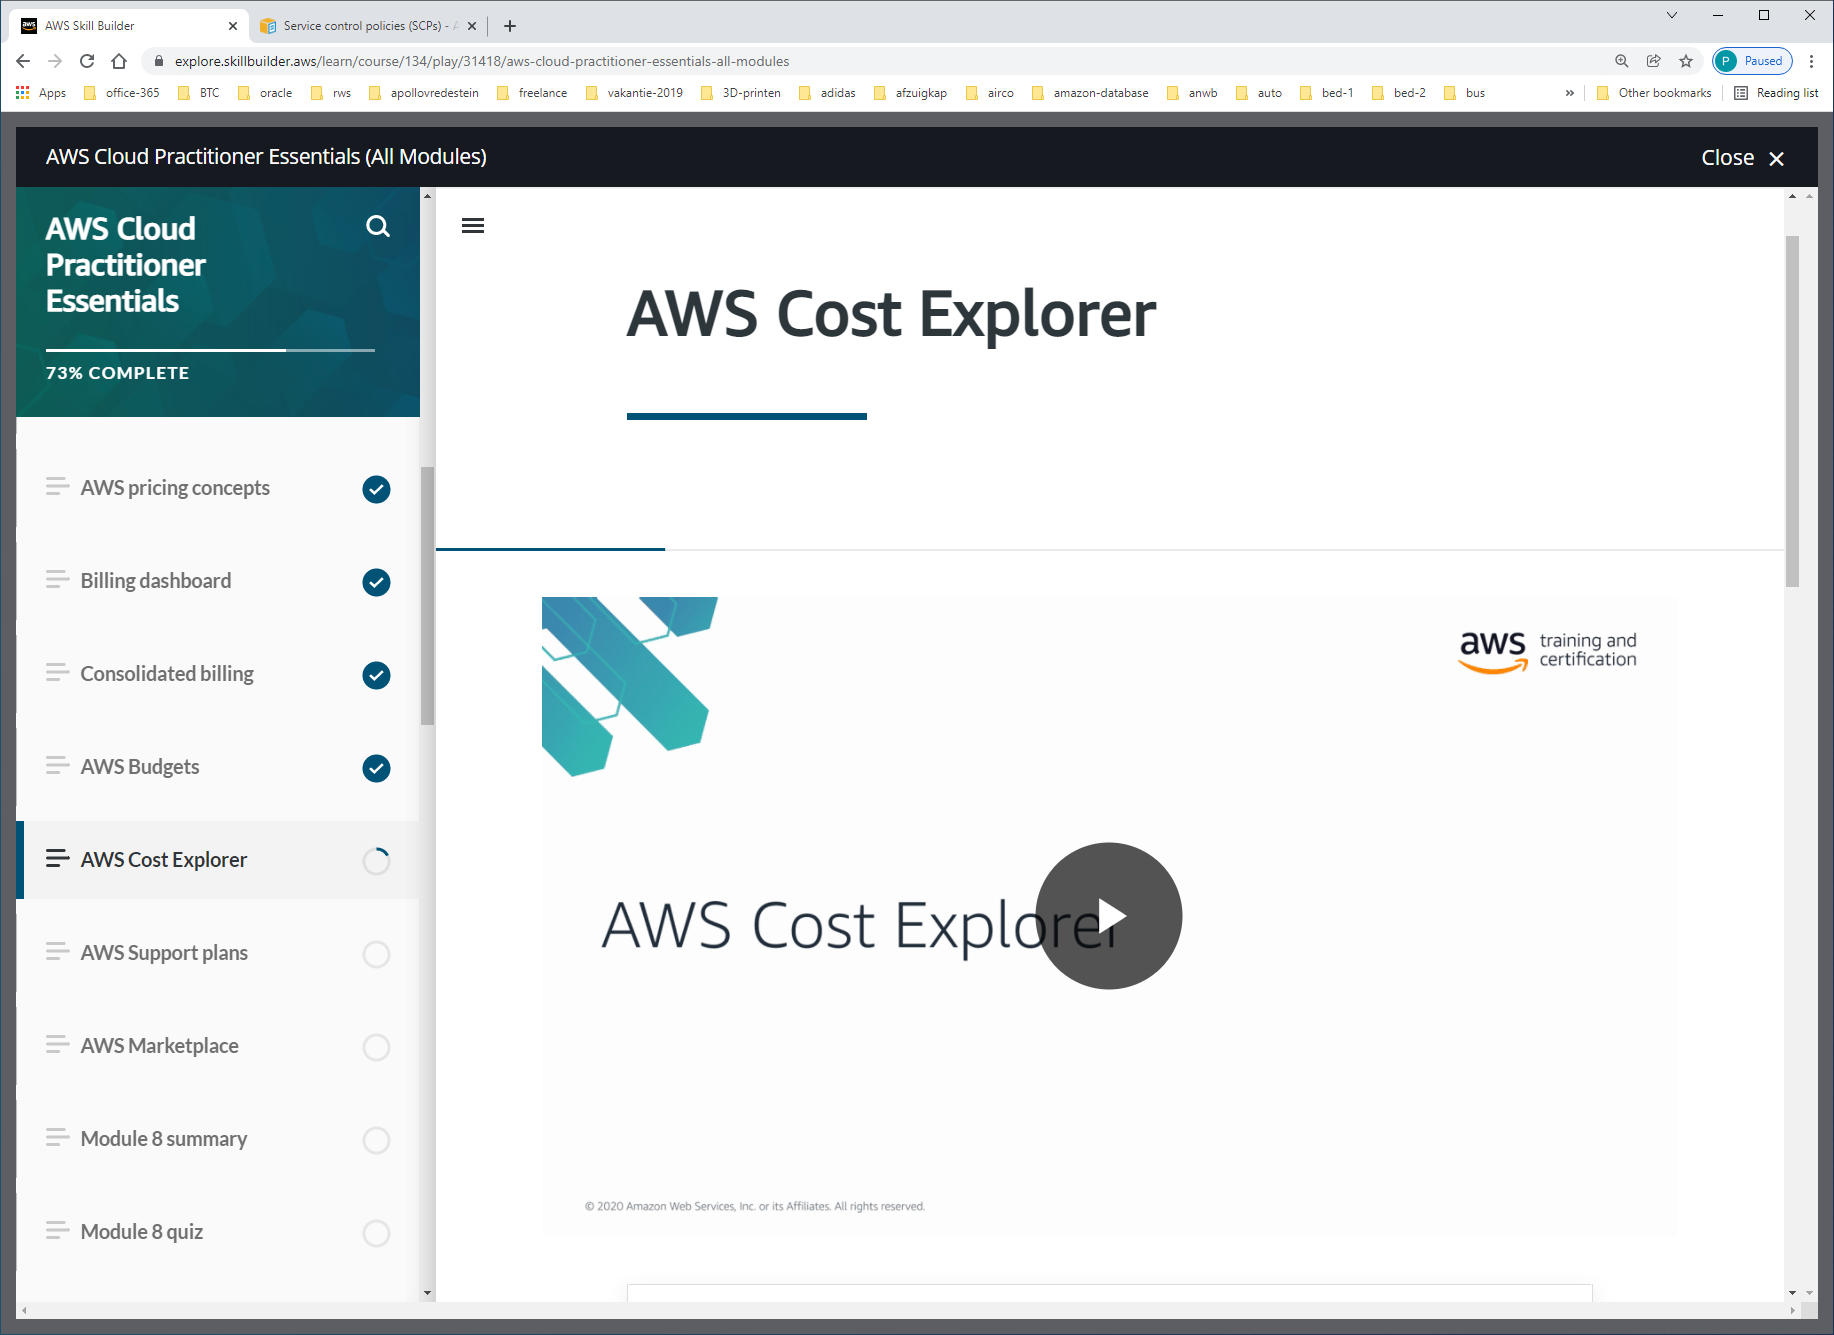 AWS Skill Builder
Service control policies (SCPs) -
explore.skillbuilder.aws/learn/course/134/play/31418/aws-cloud-practitioner-essentials-all-modules
P Paused
Apps office-365 BTC oracle rws apollovredestein freelance vakantie-2019 3D-printen adidas afzuigkap airco amazon-database anwb auto bed-1 bed-2 bus » Other bookmarks Reading list
AWS Cloud Practitioner Essentials (All Modules)
Close
AWS Cloud
Practitioner
Essentials
73% COMPLETE
AWS pricing concepts
Billing dashboard
Consolidated billing
AWS Budgets
AWS Cost Explorer
AWS Support plans
AWS Marketplace
Module 8 summary
Module 8 quiz
AWS Cost Explorer
aws training and
certification
AWS Cost Explorer
© 2020 Amazon Web Services, Inc. or its Affiliates. All rights reserved.